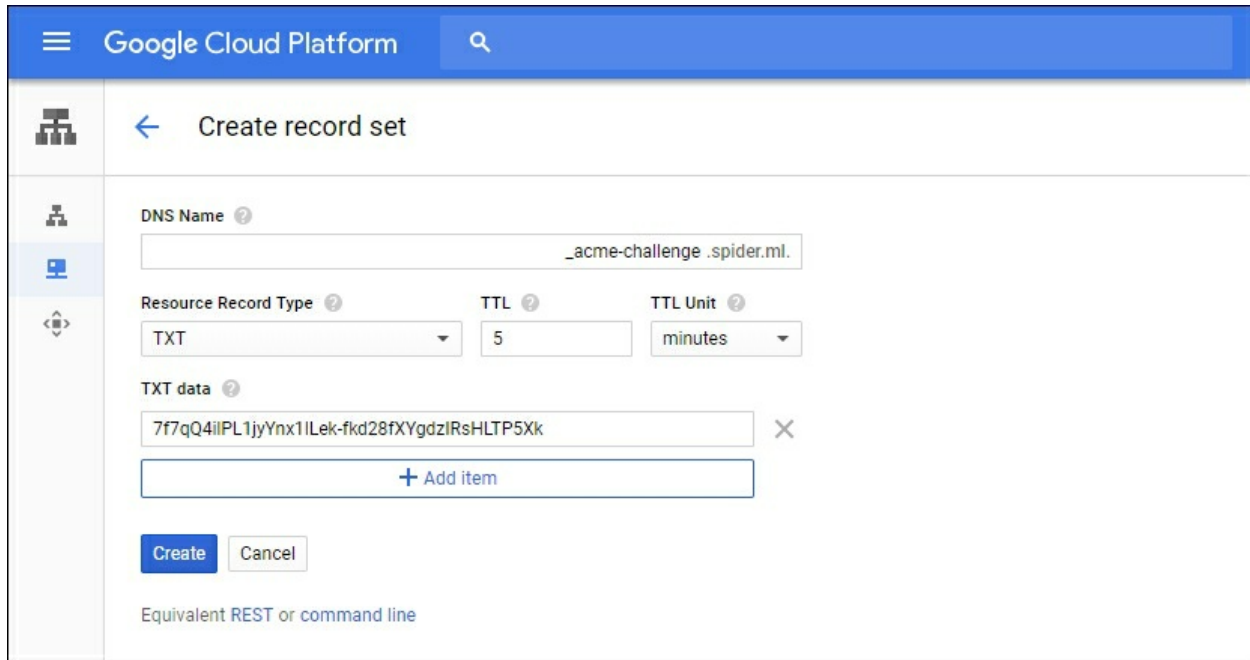 Google Cloud Platform
Create record set
DNS Name
_acme-challenge .spider.ml.
Resource Record Type TTL TTL Unit
TXT 5 minutes
TXT data
7f7qQ4iIPL1jyYnx1ILek-fkd28fXYgdzIRsHLTP5Xk
+ Add item
Create Cancel
Equivalent REST or command line